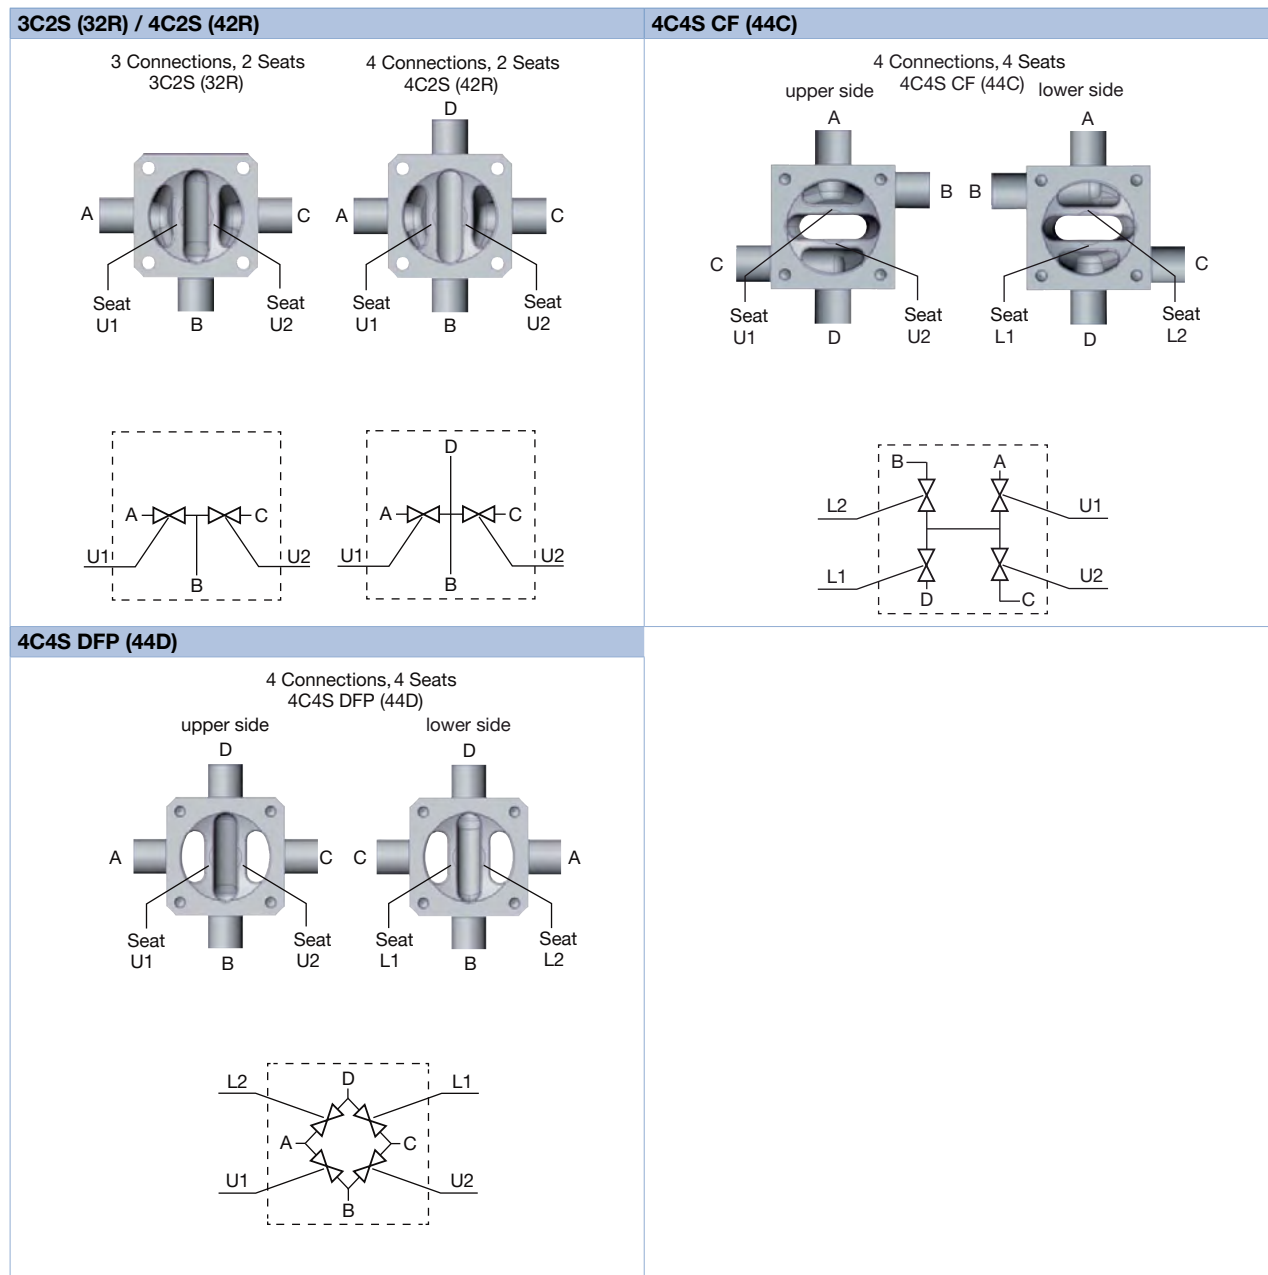 3C2S (32R) / 4C2S (42R)
3 Connections, 2 Seats
3C2S (32R)
4 Connections, 2 Seats
4C2S (42R)
D
A
C
A
C
Seat
U1
B
Seat
U2
Seat
U1
B
Seat
U2
D
A
C
A
C
U1
U2
U1
U2
B
B
4C4S CF (44C)
4 Connections, 4 Seats
4C4S CF (44C)
upper side
lower side
A
A
B
B
C
C
Seat
U1
D
Seat
U2
Seat
L1
D
Seat
L2
B
A
L2
U1
L1
U2
D
C
4C4S DFP (44D)
4 Connections, 4 Seats
4C4S DFP (44D)
upper side
lower side
D
D
A
C
C
A
Seat
U1
B
Seat
U2
Seat
L1
B
Seat
L2
L2
D
L1
A
C
U1
U2
B